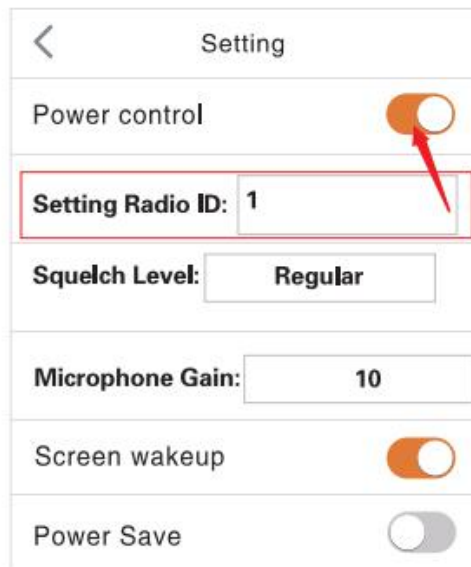 Setting
Power control
Setting Radio ID: 1
Squelch Level: Regular
Microphone Gain: 10
Screen wakeup
Power Save